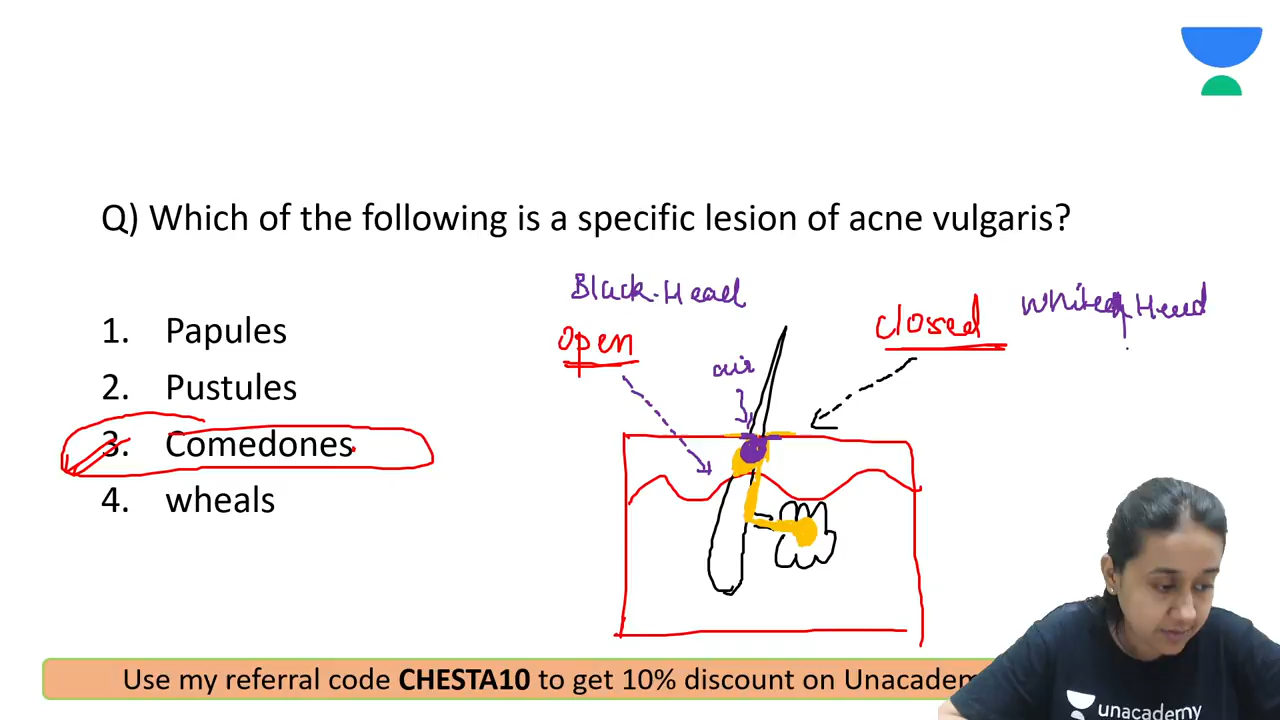 Q) Which of the following is a specific lesion of acne vulgaris?
Black-Head
White Head
open
closed
air
1. Papules
2. Pustules
3. Comedones
4. wheals
Use my referral code CHESTA10 to get 10% discount on Unacadem
unacademy